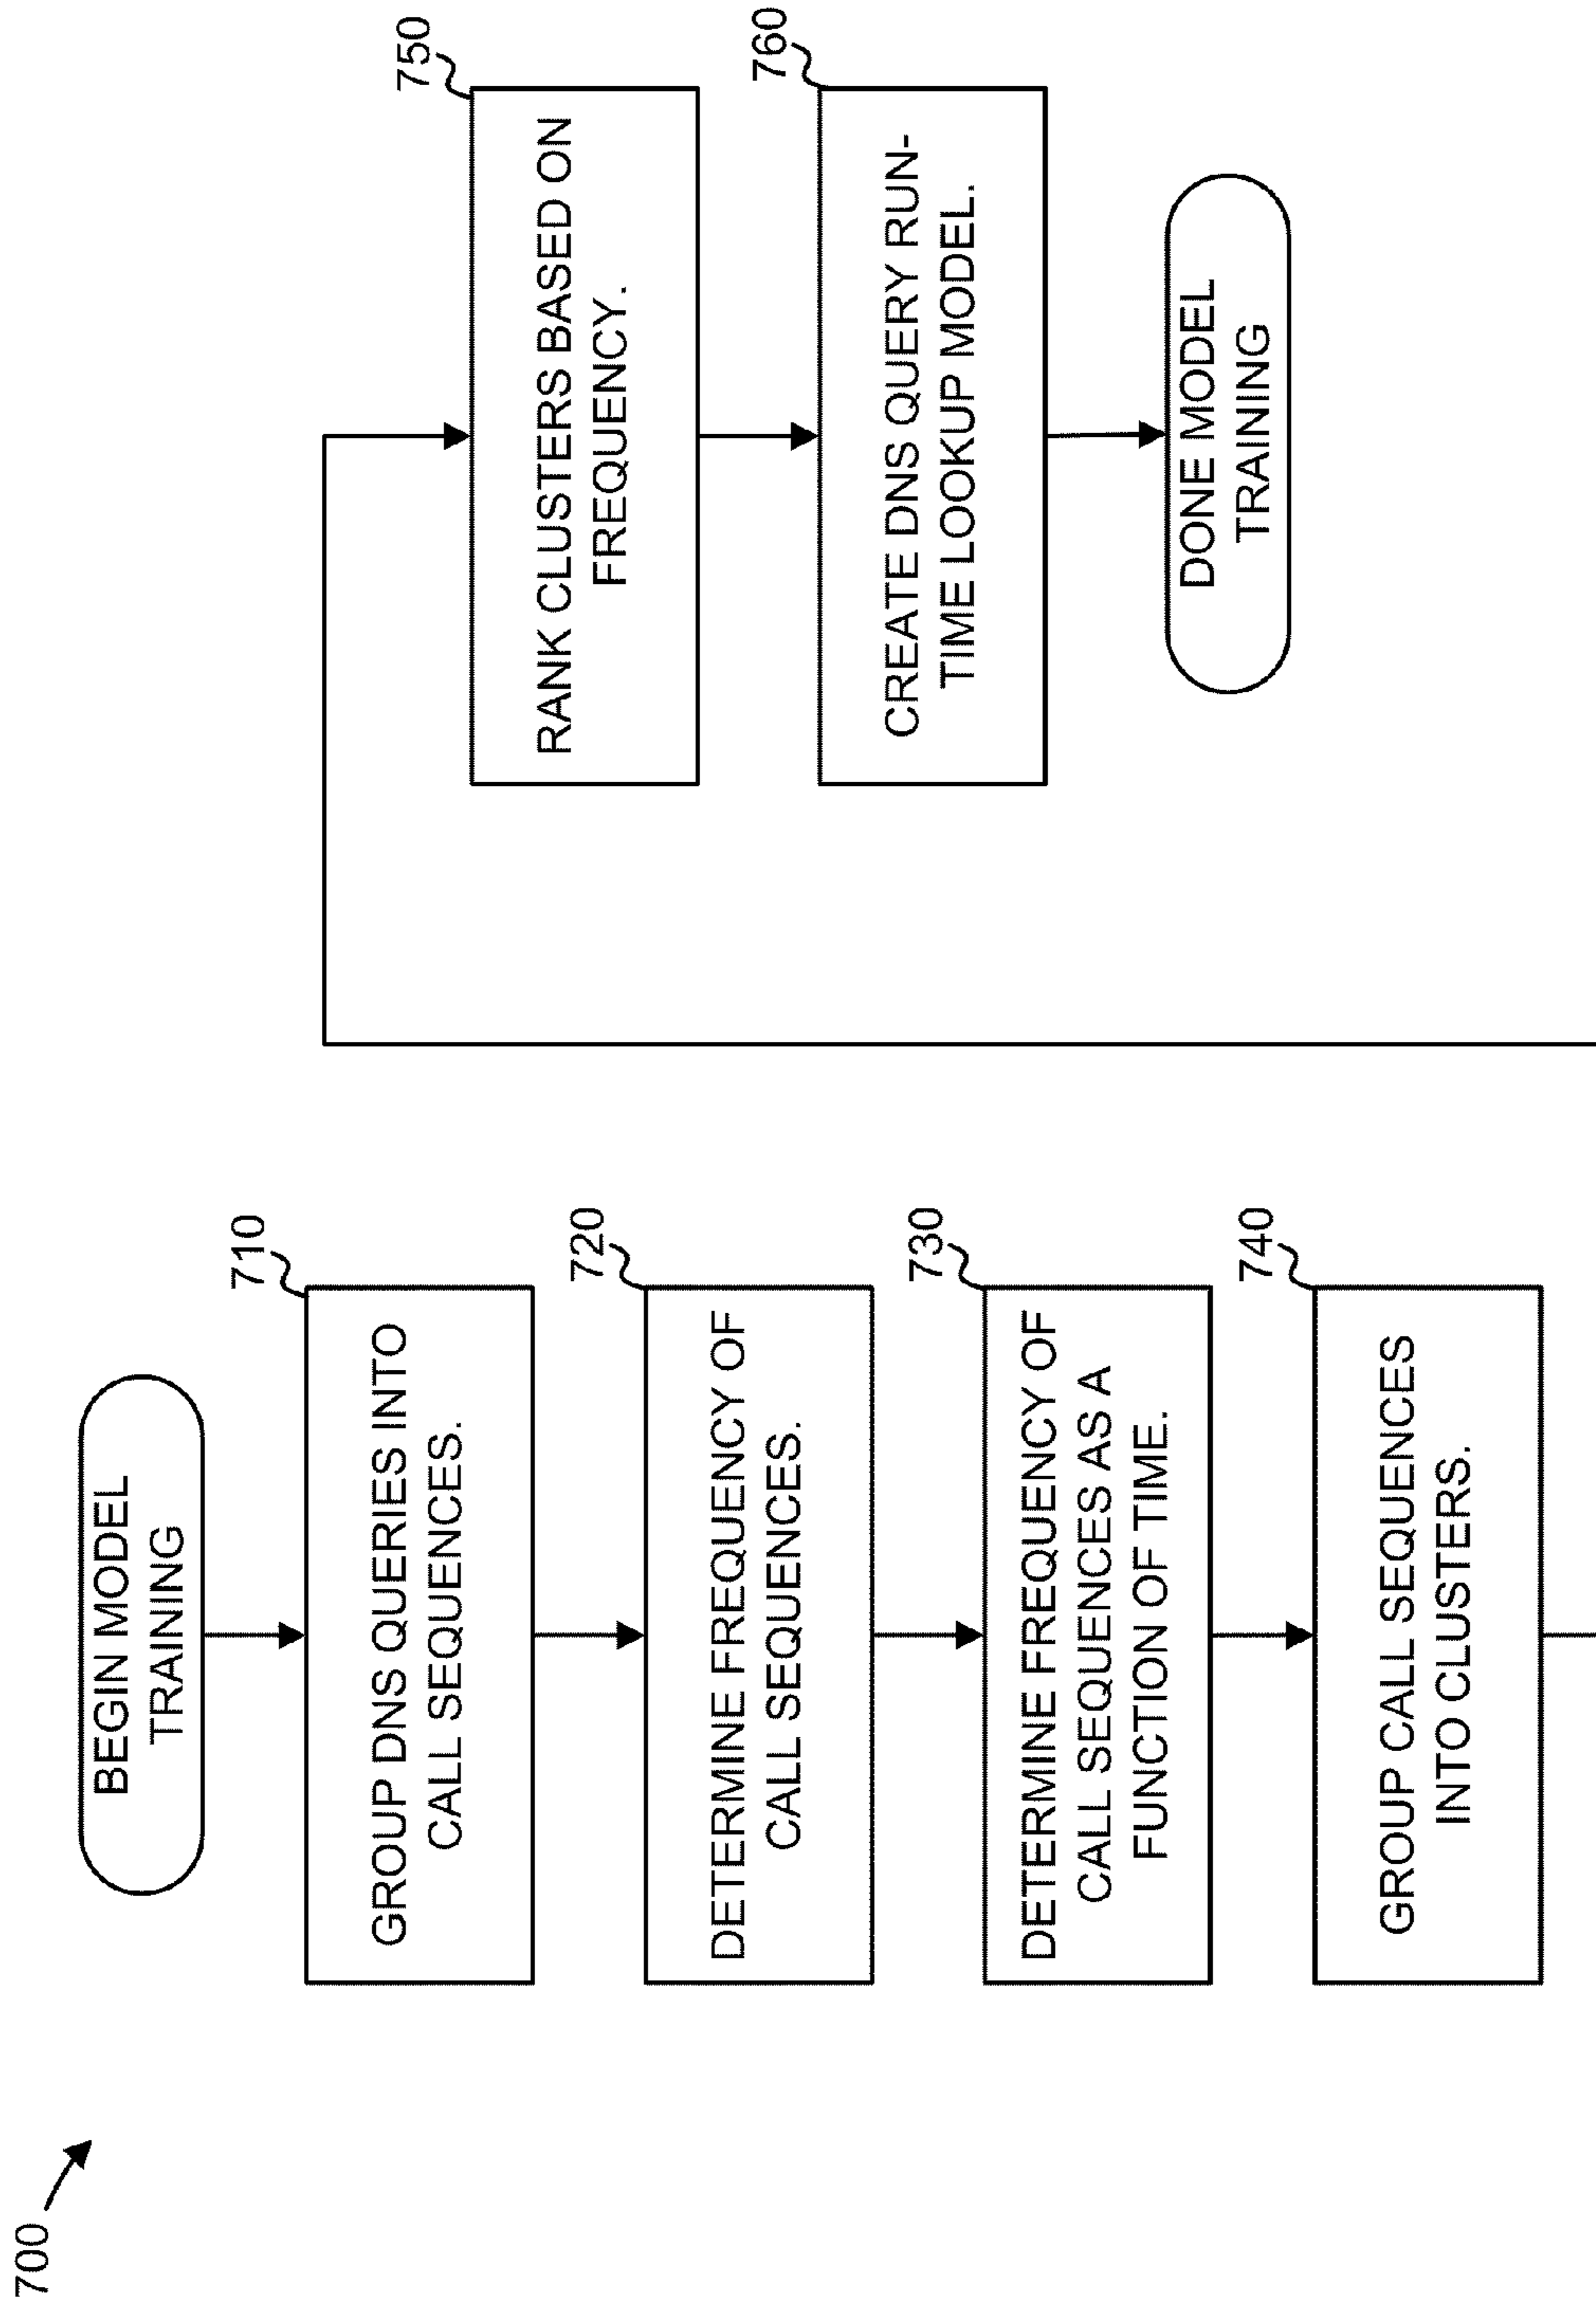 700
BEGIN MODEL
TRAINING
710
GROUP DNS QUERIES INTO
CALL SEQUENCES.
720
DETERMINE FREQUENCY OF
CALL SEQUENCES.
730
DETERMINE FREQUENCY OF
CALL SEQUENCES AS A
FUNCTION OF TIME.
740
GROUP CALL SEQUENCES
INTO CLUSTERS.
750
RANK CLUSTERS BASED ON
FREQUENCY.
760
CREATE DNS QUERY RUN-
TIME LOOKUP MODEL.
DONE MODEL
TRAINING